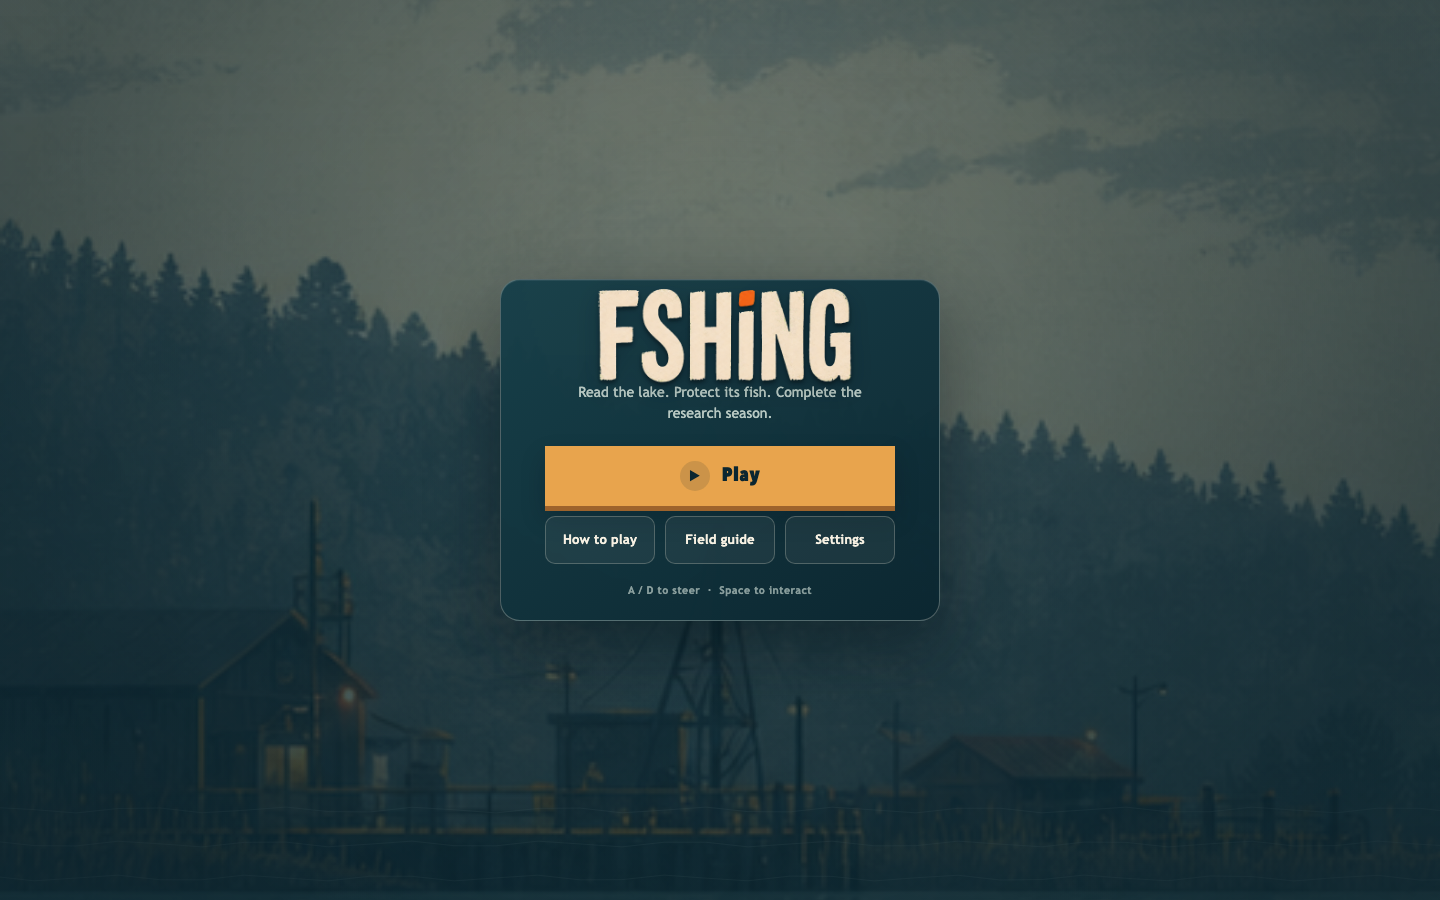 FSHiNG
Read the lake. Protect its fish. Complete the
research season.
Play
How to play
Field guide
Settings
A / D to steer · Space to interact